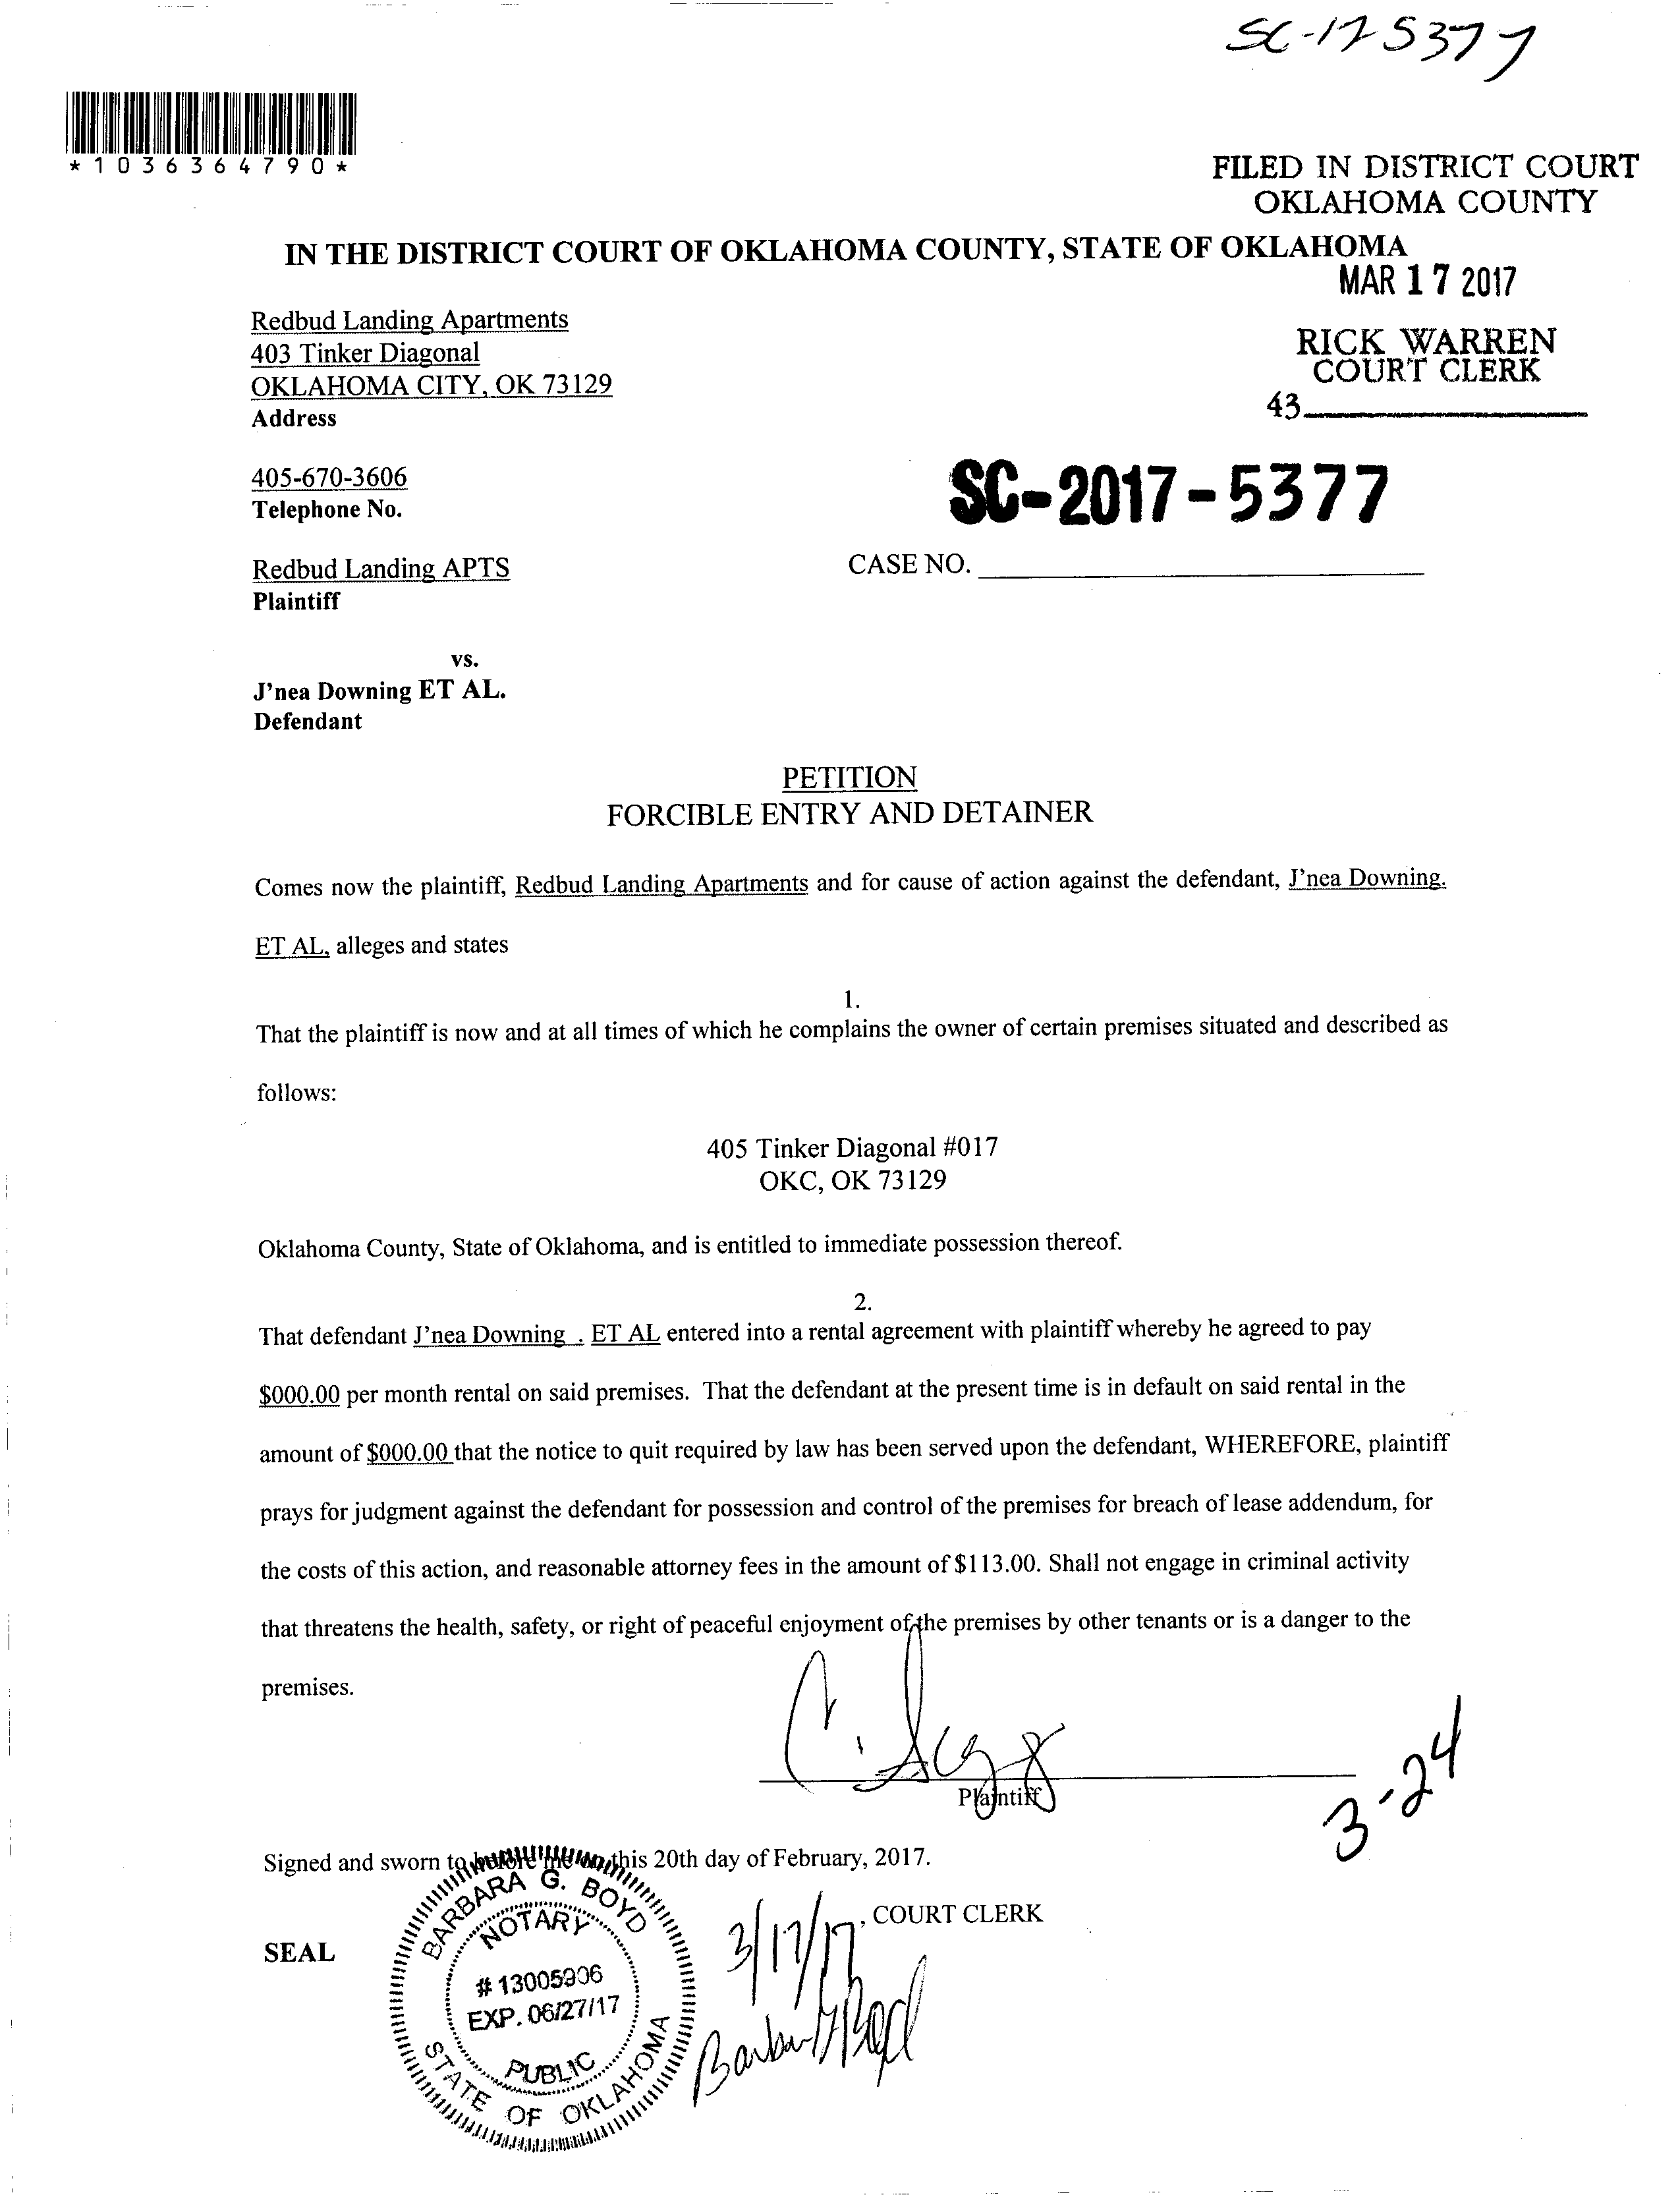 SC-17-5377
*1036364790*
FILED IN DISTRICT COURT
OKLAHOMA COUNTY
IN THE DISTRICT COURT OF OKLAHOMA COUNTY, STATE OF OKLAHOMA
MAR 17 2017
Redbud Landing Apartments
403 Tinker Diagonal
OKLAHOMA CITY, OK 73129
Address
RICK WARREN
COURT CLERK
43
405-670-3606
Telephone No.
SC-2017-5377
Redbud Landing APTS
Plaintiff
CASE NO.
vs.
J'nea Downing ET AL.
Defendant
PETITION
FORCIBLE ENTRY AND DETAINER
Comes now the plaintiff, Redbud Landing Apartments and for cause of action against the defendant, J'nea Downing.
ET AL, alleges and states
1.
That the plaintiff is now and at all times of which he complains the owner of certain premises situated and described as
follows:
405 Tinker Diagonal #017
OKC, OK 73129
Oklahoma County, State of Oklahoma, and is entitled to immediate possession thereof.
2.
That defendant J'nea Downing . ET AL entered into a rental agreement with plaintiff whereby he agreed to pay
$000.00 per month rental on said premises. That the defendant at the present time is in default on said rental in the
amount of $000.00 that the notice to quit required by law has been served upon the defendant, WHEREFORE, plaintiff
prays for judgment against the defendant for possession and control of the premises for breach of lease addendum, for
the costs of this action, and reasonable attorney fees in the amount of $113.00. Shall not engage in criminal activity
that threatens the health, safety, or right of peaceful enjoyment of the premises by other tenants or is a danger to the
premises.
Plaintiff
3-24
Signed and sworn to before me on this 20th day of February, 2017.
3/17/17, COURT CLERK
SEAL
BARBARA G. BOYD
NOTARY
# 13005906
EXP. 06/27/17
PUBLIC
STATE OF OKLAHOMA
Barbara G Boyd